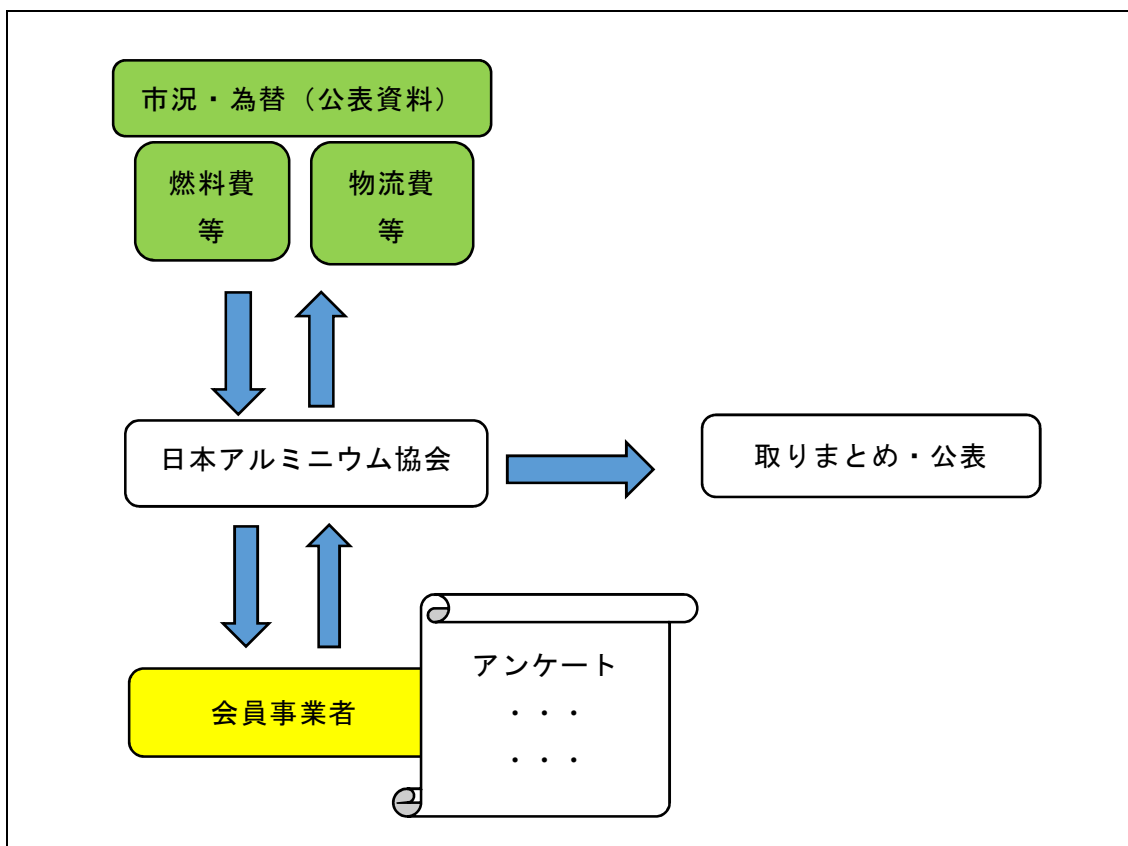 市況・為替（公表資料）
燃料費
等
物流費
等
日本アルミニウム協会
取りまとめ・公表
会員事業者
アンケート
・・・
・・・